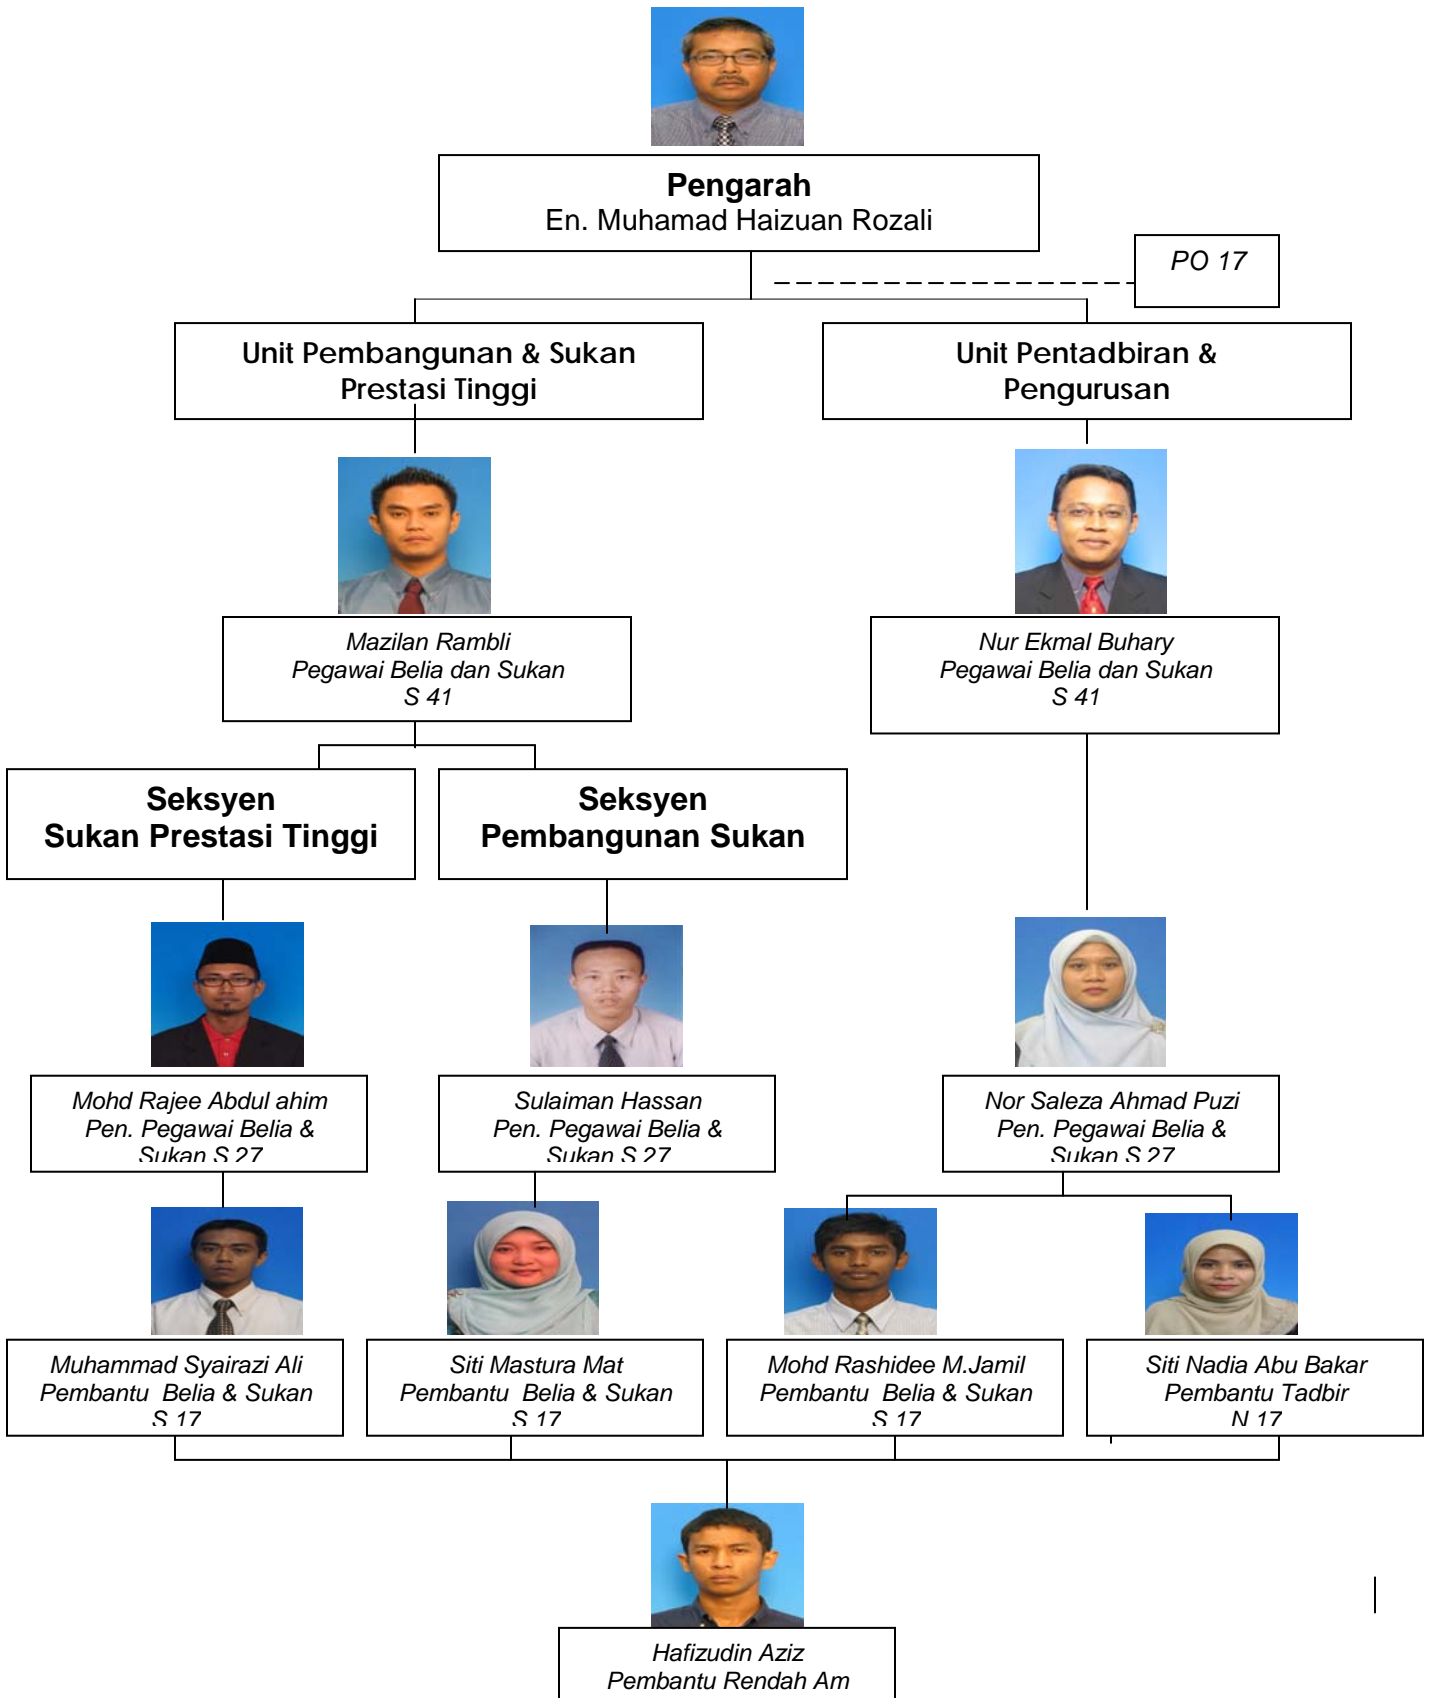 Pengarah
En. Muhamad Haizuan Rozali
PO 17
Unit Pembangunan & Sukan
Prestasi Tinggi
Unit Pentadbiran &
Pengurusan
Mazilan Rambli
Pegawai Belia dan Sukan
S 41
Nur Ekmal Buhary
Pegawai Belia dan Sukan
S 41
Seksyen
Sukan Prestasi Tinggi
Seksyen
Pembangunan Sukan
Mohd Rajee Abdul ahim
Pen. Pegawai Belia &
Sukan S 27
Sulaiman Hassan
Pen. Pegawai Belia &
Sukan S 27
Nor Saleza Ahmad Puzi
Pen. Pegawai Belia &
Sukan S 27
Muhammad Syairazi Ali
Pembantu  Belia & Sukan
S 17
Siti Mastura Mat
Pembantu  Belia & Sukan
S 17
Mohd Rashidee M.Jamil
Pembantu  Belia & Sukan
S 17
Siti Nadia Abu Bakar
Pembantu Tadbir
N 17
Hafizudin Aziz
Pembantu Rendah Am